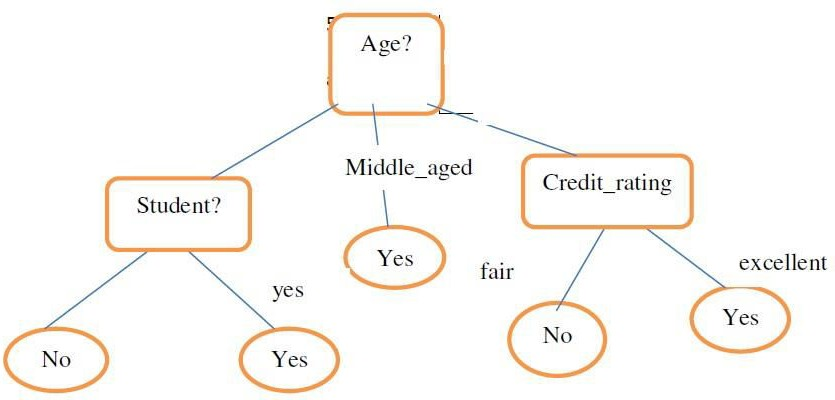 Age?
Middle_aged
Credit_rating
Student?
Yes
fair
excellent
yes
Yes
No
No
Yes